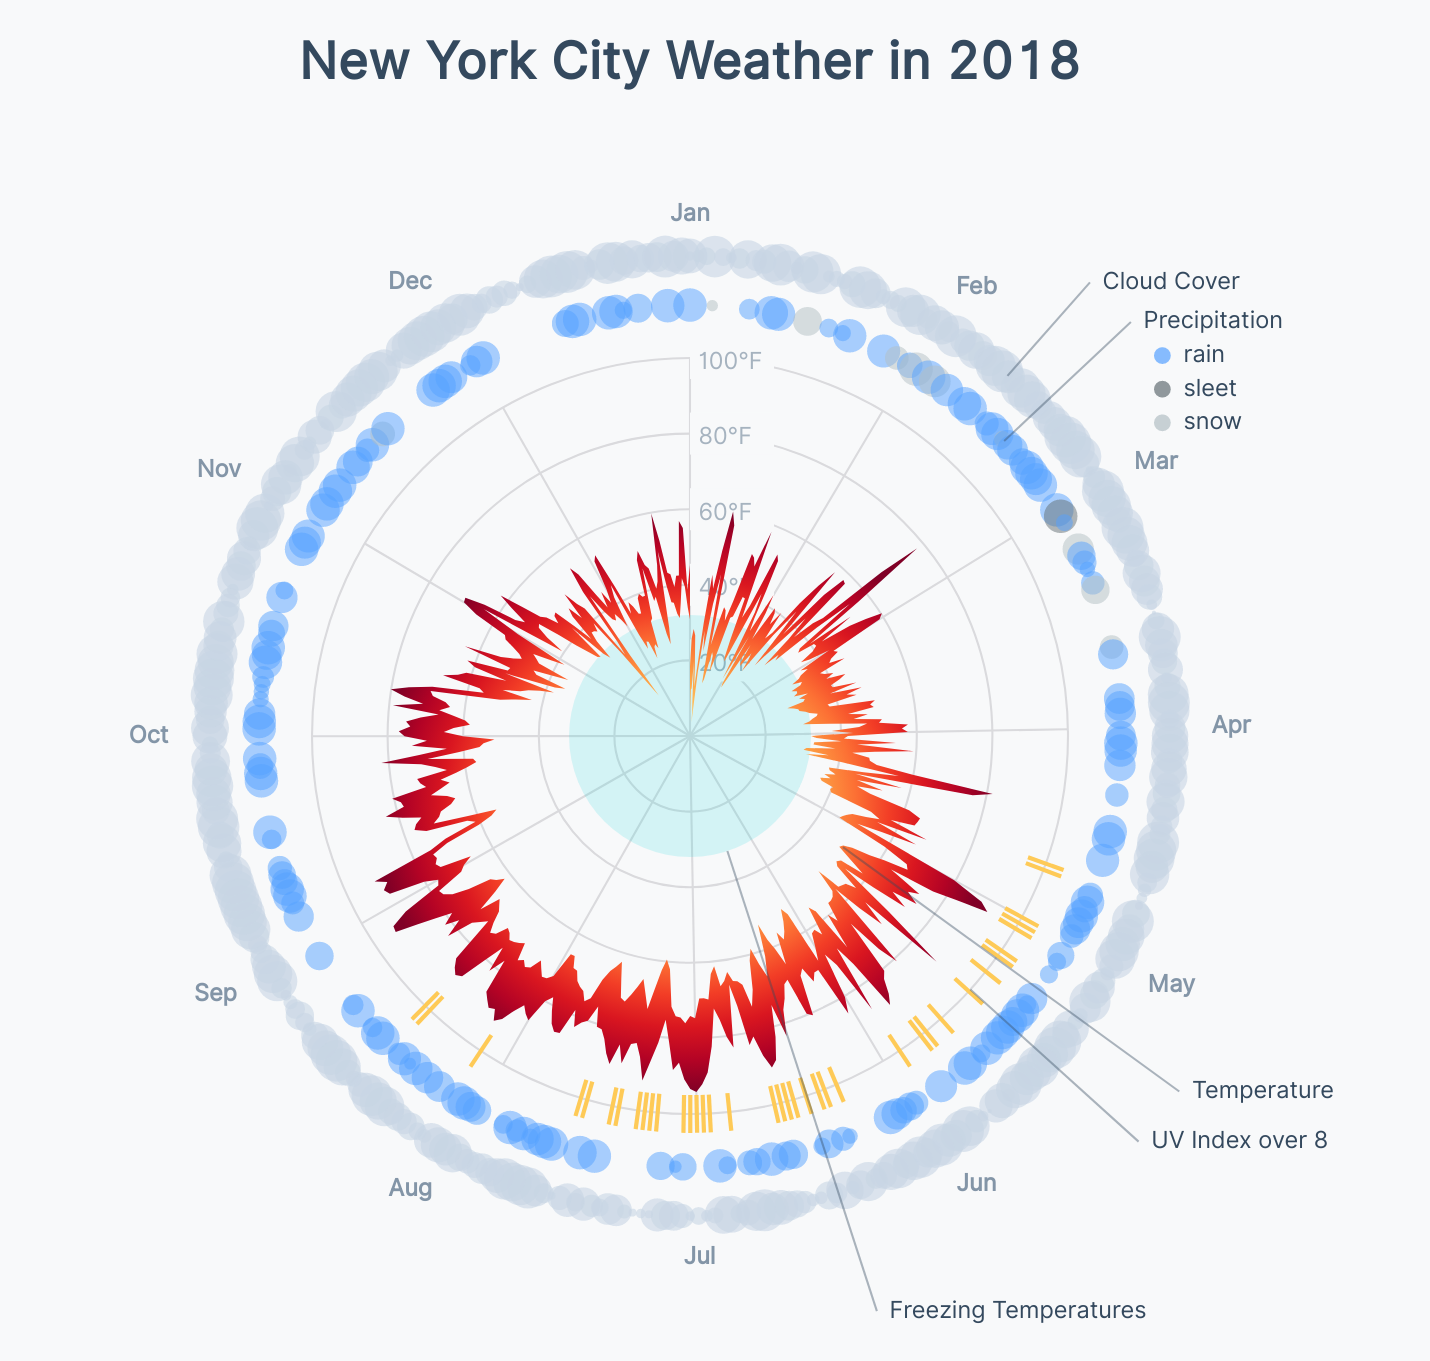 New York City Weather in 2018
Jan
Dec
Feb
Cloud Cover
Precipitation
rain
sleet
snow
100°F
80°F
60°F
40°
20°F
Nov
Mar
Oct
Apr
Sep
May
Temperature
UV Index over 8
Aug
Jun
Jul
Freezing Temperatures